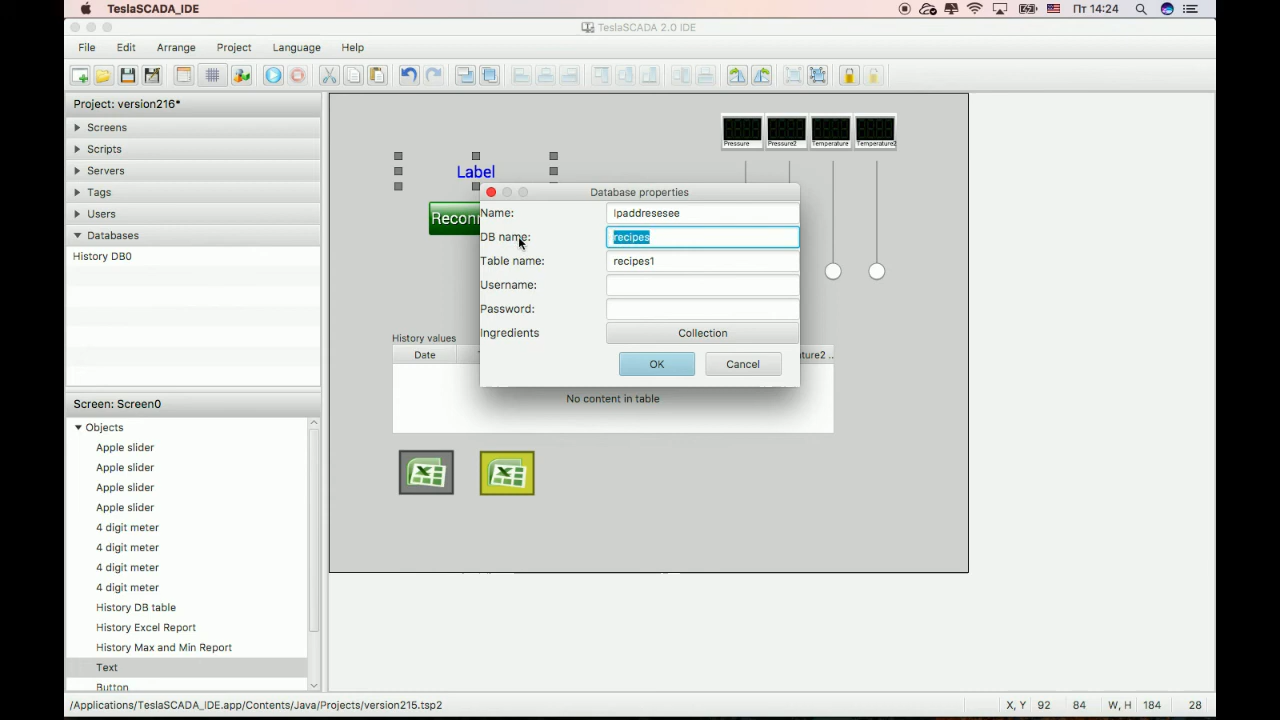 TeslaSCADA_IDE
Пт 14:24
TeslaSCADA 2.0 IDE
File Edit Arrange Project Language Help
Project: version216*
Screens
Scripts
Servers
Tags
Users
Databases
History DB0
Screen: Screen0
Objects
Apple slider
Apple slider
Apple slider
Apple slider
4 digit meter
4 digit meter
4 digit meter
4 digit meter
History DB table
History Excel Report
History Max and Min Report
Text
Button
Pressure Pressure2 Temperature Temperature2
Label
Database properties
Name: Ipaddresesee
DB name: recipes
Table name: recipes1
Username:
Password:
Ingredients Collection
OK Cancel
History values
Date
No content in table
/Applications/TeslaSCADA_IDE.app/Contents/Java/Projects/version215.tsp2
X, Y 92 84 W, H 184 28